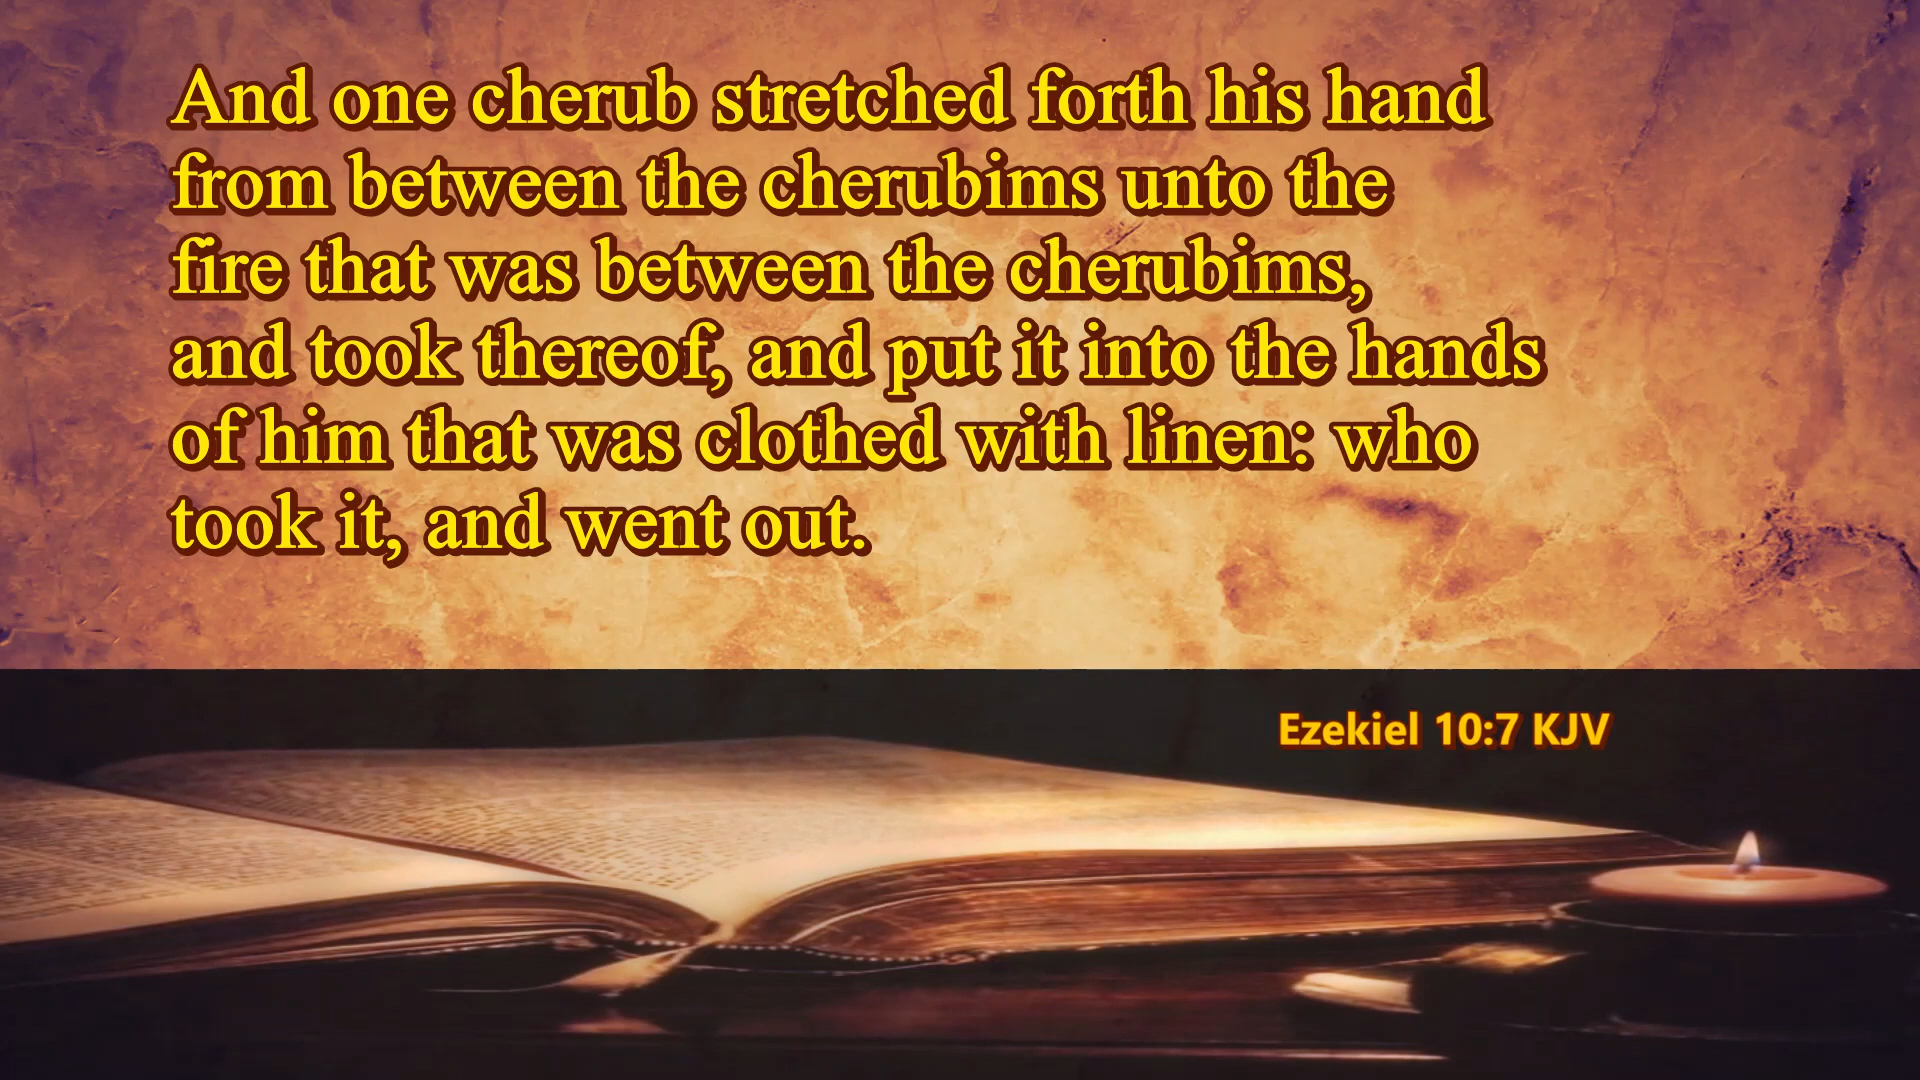 And one cherub stretched forth his hand
from between the cherubims unto the
fire that was between the cherubims,
and took thereof, and put it into the hands
of him that was clothed with linen: who
took it, and went out.
Ezekiel 10:7 KJV